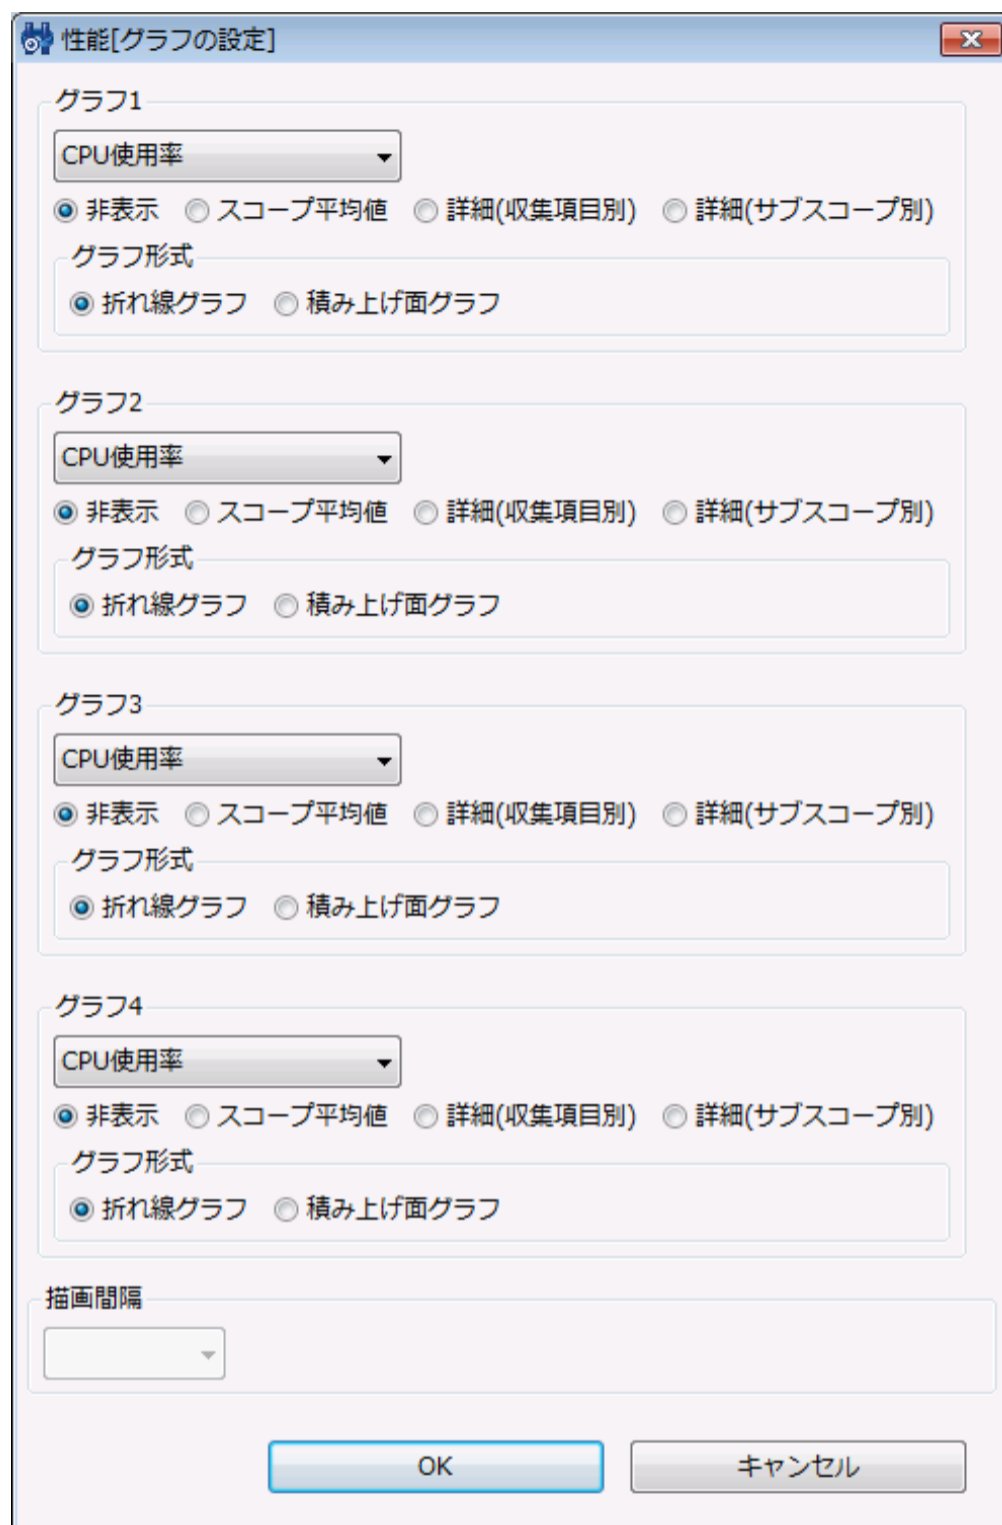 性能[グラフの設定]
グラフ1
CPU使用率
非表示 スコープ平均値 詳細(収集項目別) 詳細(サブスコープ別)
グラフ形式
折れ線グラフ 積み上げ面グラフ
グラフ2
CPU使用率
非表示 スコープ平均値 詳細(収集項目別) 詳細(サブスコープ別)
グラフ形式
折れ線グラフ 積み上げ面グラフ
グラフ3
CPU使用率
非表示 スコープ平均値 詳細(収集項目別) 詳細(サブスコープ別)
グラフ形式
折れ線グラフ 積み上げ面グラフ
グラフ4
CPU使用率
非表示 スコープ平均値 詳細(収集項目別) 詳細(サブスコープ別)
グラフ形式
折れ線グラフ 積み上げ面グラフ
描画間隔
OK キャンセル